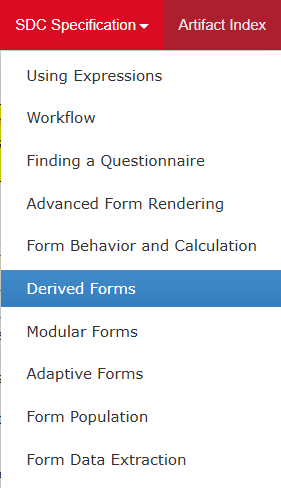 SDC Specification Artifact Index
Using Expressions
Workflow
Finding a Questionnaire
Advanced Form Rendering
Form Behavior and Calculation
Derived Forms
Modular Forms
Adaptive Forms
Form Population
Form Data Extraction